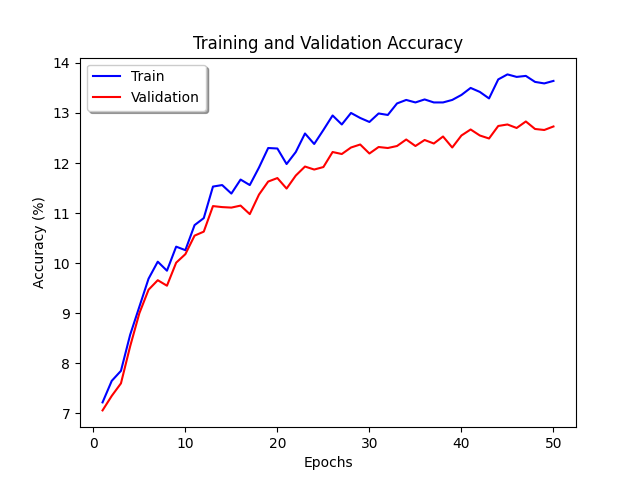 Training and Validation Accuracy
Train
Validation
Accuracy (%)
14
13
12
11
10
9
8
7
0 10 20 30 40 50
Epochs